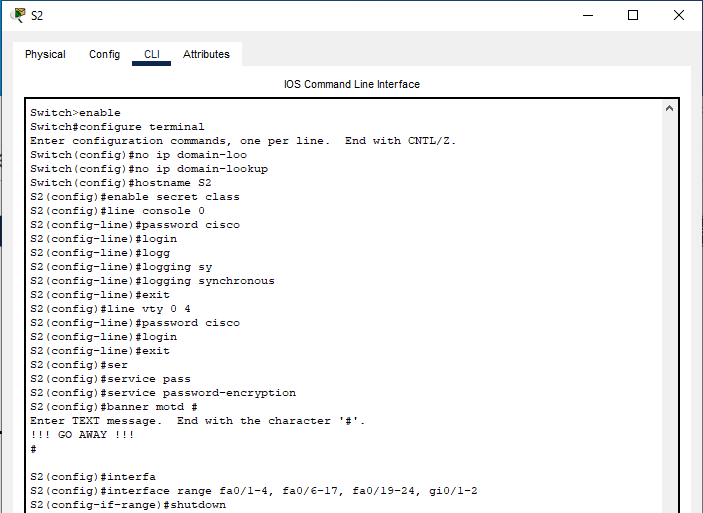 S2
Physical Config CLI Attributes
IOS Command Line Interface
Switch>enable
Switch#configure terminal
Enter configuration commands, one per line.  End with CNTL/Z.
Switch(config)#no ip domain-loo
Switch(config)#no ip domain-lookup
Switch(config)#hostname S2
S2(config)#enable secret class
S2(config)#line console 0
S2(config-line)#password cisco
S2(config-line)#login
S2(config-line)#logg
S2(config-line)#logging sy
S2(config-line)#logging synchronous
S2(config-line)#exit
S2(config)#line vty 0 4
S2(config-line)#password cisco
S2(config-line)#login
S2(config-line)#exit
S2(config)#ser
S2(config)#service pass
S2(config)#service password-encryption
S2(config)#banner motd #
Enter TEXT message.  End with the character '#'.
!!! GO AWAY !!!
#
S2(config)#interfa
S2(config)#interface range fa0/1-4, fa0/6-17, fa0/19-24, gi0/1-2
S2(config-if-range)#shutdown